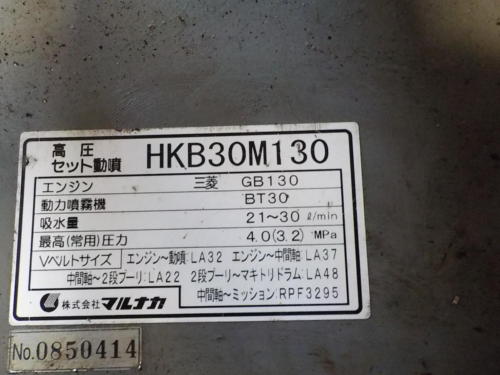 高圧
セット動噴 HKB30M130
エンジン 三菱 GB130
動力噴霧機 BT30
吸水量 21~30 ℓ/min
最高(常用)圧力 4.0(3.2) MPa
Vベルトサイズ エンジン~動噴:LA32 エンジン~中間軸:LA37
中間軸~2段プーリ:LA22 2段プーリ~マキトリドラム:LA48
中間軸~ミッション:RPF3295
株式会社 マルナカ
No.0850414